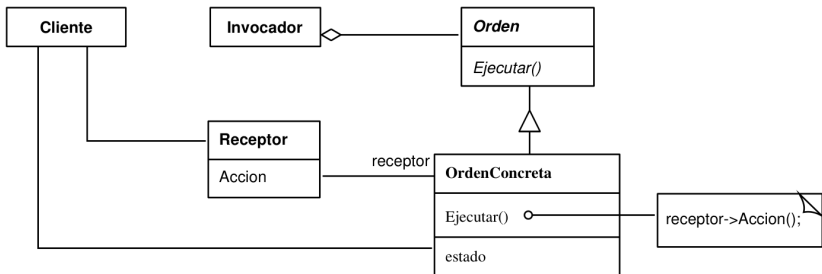 Cliente
Invocador
Orden
Ejecutar()
Receptor
Accion
receptor
OrdenConcreta
Ejecutar()
receptor->Accion();
estado